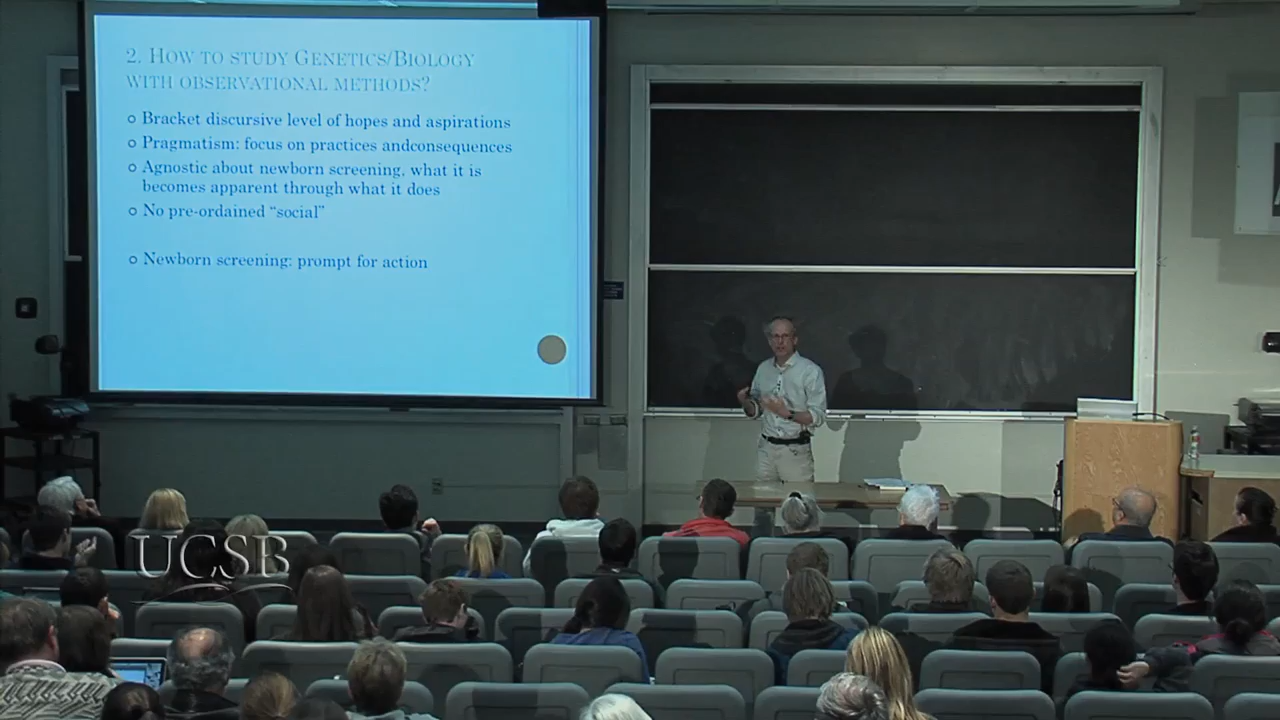 2. How to study Genetics/Biology
with observational methods?
Bracket discursive level of hopes and aspirations
Pragmatism: focus on practices andconsequences
Agnostic about newborn screening, what it is
becomes apparent through what it does
No pre-ordained “social”
Newborn screening: prompt for action
UCSB